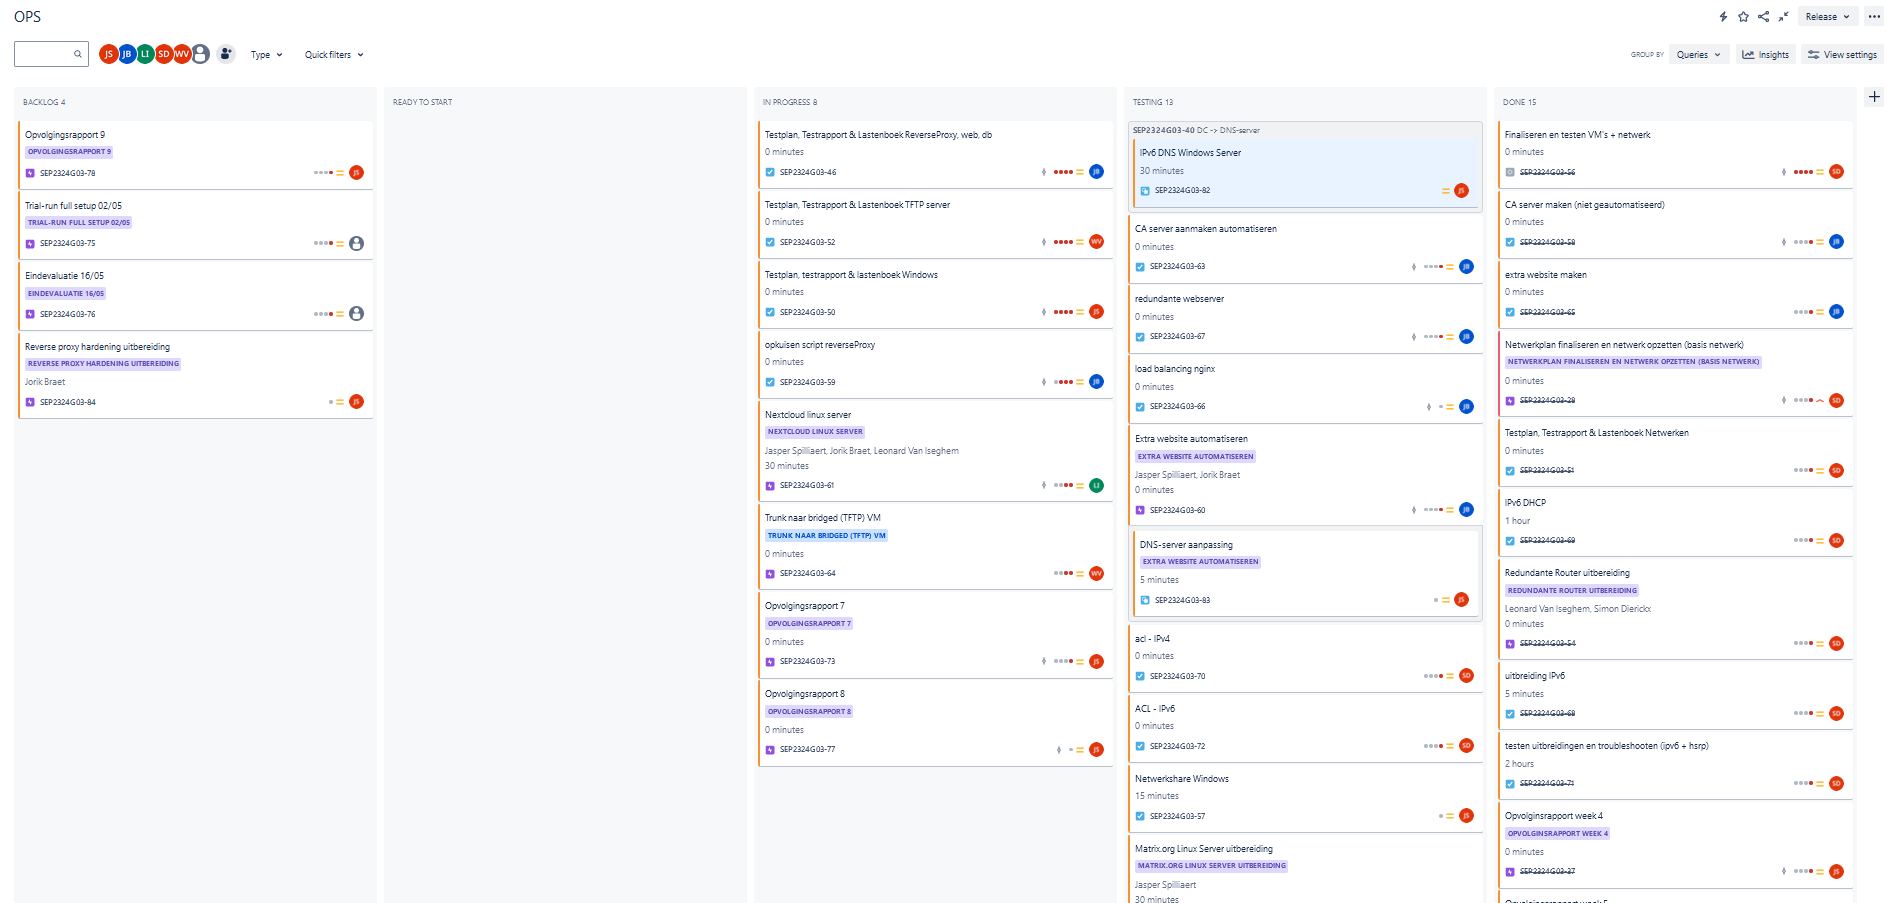 OPS
Release
JS JB LI SD WV
Type
Quick filters
GROUP BY
Queries
Insights
View settings
BACKLOG 4
Opvolgingsrapport 9
OPVOLGINGSRAPPORT 9
SEP2324G03-78
JS
Trial-run full setup 02/05
TRIAL-RUN FULL SETUP 02/05
SEP2324G03-75
Eindevaluatie 16/05
EINDEVALUATIE 16/05
SEP2324G03-76
Reverse proxy hardening uitbereiding
REVERSE PROXY HARDENING UITBEREIDING
Jorik Braet
SEP2324G03-84
JS
READY TO START
IN PROGRESS 8
Testplan, Testrapport & Lastenboek ReverseProxy, web, db
0 minutes
SEP2324G03-46
JB
Testplan, Testrapport & Lastenboek TFTP server
0 minutes
SEP2324G03-52
WV
Testplan, testrapport & lastenboek Windows
0 minutes
SEP2324G03-50
JS
opkuisen script reverseProxy
0 minutes
SEP2324G03-59
JB
Nextcloud linux server
NEXTCLOUD LINUX SERVER
Jasper Spilliaert, Jorik Braet, Leonard Van Iseghem
30 minutes
SEP2324G03-61
LI
Trunk naar bridged (TFTP) VM
TRUNK NAAR BRIDGED (TFTP) VM
0 minutes
SEP2324G03-64
WV
Opvolgingsrapport 7
OPVOLGINGSRAPPORT 7
0 minutes
SEP2324G03-73
JS
Opvolgingsrapport 8
OPVOLGINGSRAPPORT 8
0 minutes
SEP2324G03-77
JS
TESTING 13
SEP2324G03-40 DC -> DNS-server
IPv6 DNS Windows Server
30 minutes
SEP2324G03-82
JS
CA server aanmaken automatiseren
0 minutes
SEP2324G03-63
JB
redundante webserver
0 minutes
SEP2324G03-67
JB
load balancing nginx
0 minutes
SEP2324G03-66
JB
Extra website automatiseren
EXTRA WEBSITE AUTOMATISEREN
Jasper Spilliaert, Jorik Braet
0 minutes
SEP2324G03-60
JB
DNS-server aanpassing
EXTRA WEBSITE AUTOMATISEREN
5 minutes
SEP2324G03-83
JS
acl - IPv4
0 minutes
SEP2324G03-70
SD
ACL - IPv6
0 minutes
SEP2324G03-72
SD
Netwerkshare Windows
15 minutes
SEP2324G03-57
JS
Matrix.org Linux Server uitbereiding
MATRIX.ORG LINUX SERVER UITBEREIDING
Jasper Spilliaert
30 minutes
DONE 15
Finaliseren en testen VM's + netwerk
0 minutes
SEP2324G03-56
SD
CA server maken (niet geautomatiseerd)
0 minutes
SEP2324G03-58
JB
extra website maken
0 minutes
SEP2324G03-65
JB
Netwerkplan finaliseren en netwerk opzetten (basis netwerk)
NETWERKPLAN FINALISEREN EN NETWERK OPZETTEN (BASIS NETWERK)
0 minutes
SEP2324G03-28
SD
Testplan, Testrapport & Lastenboek Netwerken
0 minutes
SEP2324G03-51
SD
IPv6 DHCP
1 hour
SEP2324G03-69
SD
Redundante Router uitbereiding
REDUNDANTE ROUTER UITBEREIDING
Leonard Van Iseghem, Simon Dierickx
0 minutes
SEP2324G03-54
SD
uitbreiding IPv6
5 minutes
SEP2324G03-68
SD
testen uitbreidingen en troubleshooten (ipv6 + hsrp)
2 hours
SEP2324G03-71
SD
Opvolginsrapport week 4
OPVOLGINSRAPPORT WEEK 4
0 minutes
SEP2324G03-37
JS